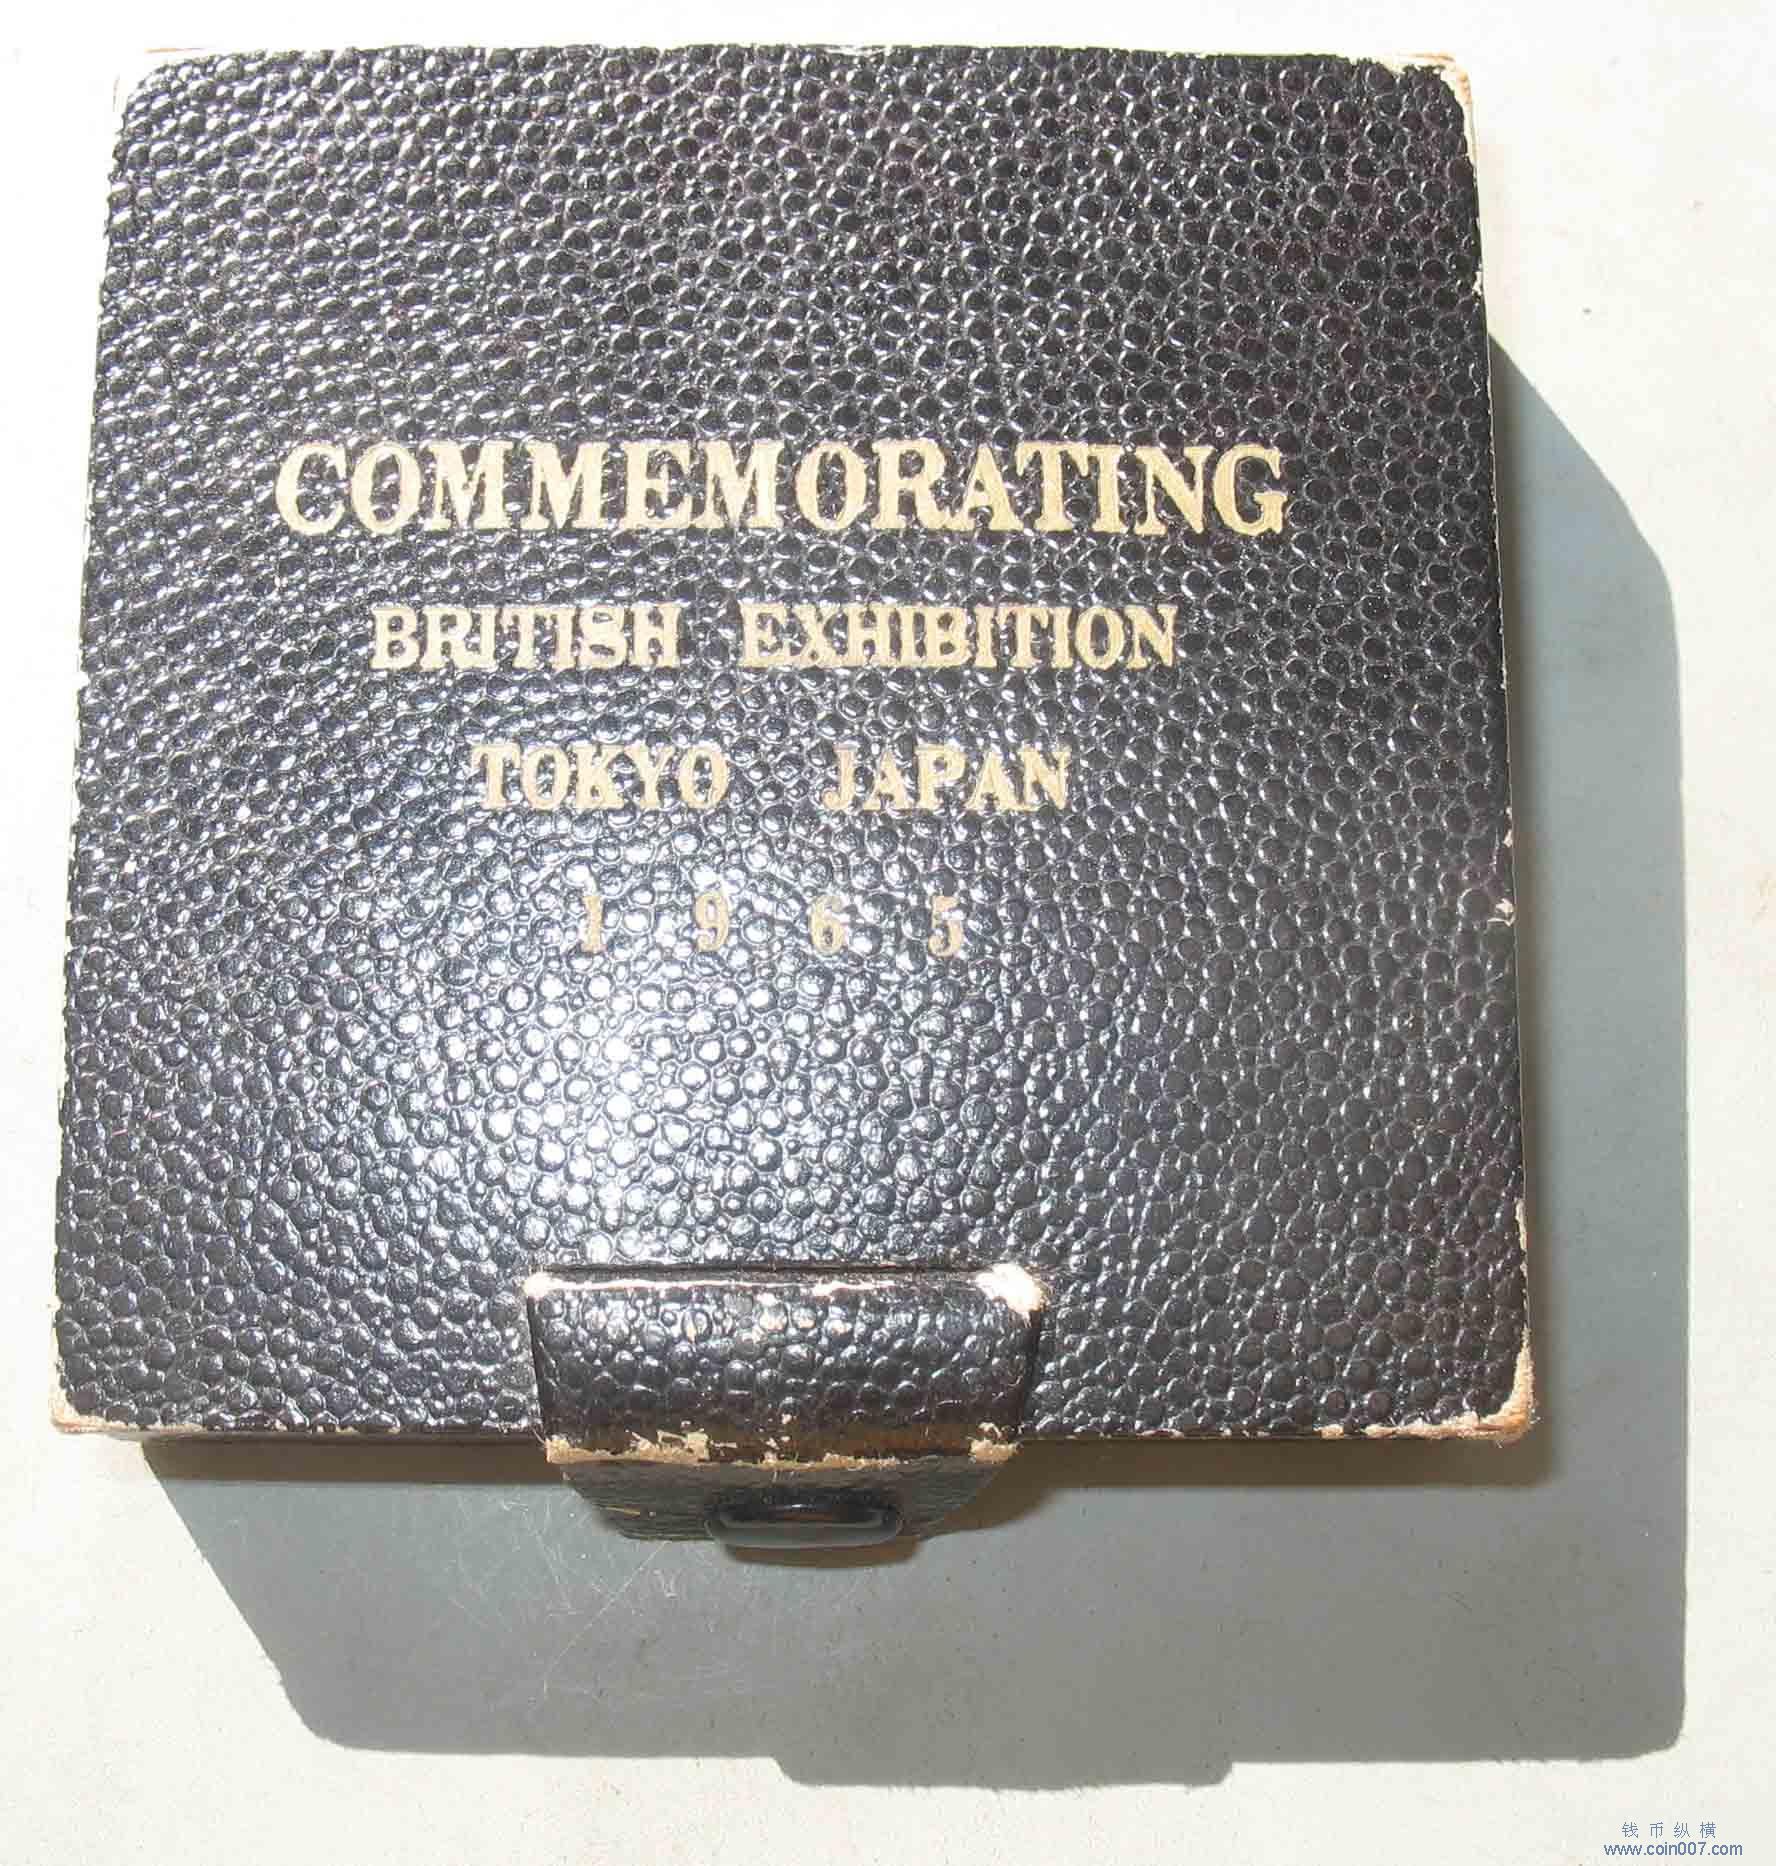 COMMEMORATING
BRITISH EXHIBITION
TOKYO JAPAN
1965
钱币纵横
www.coin007.com